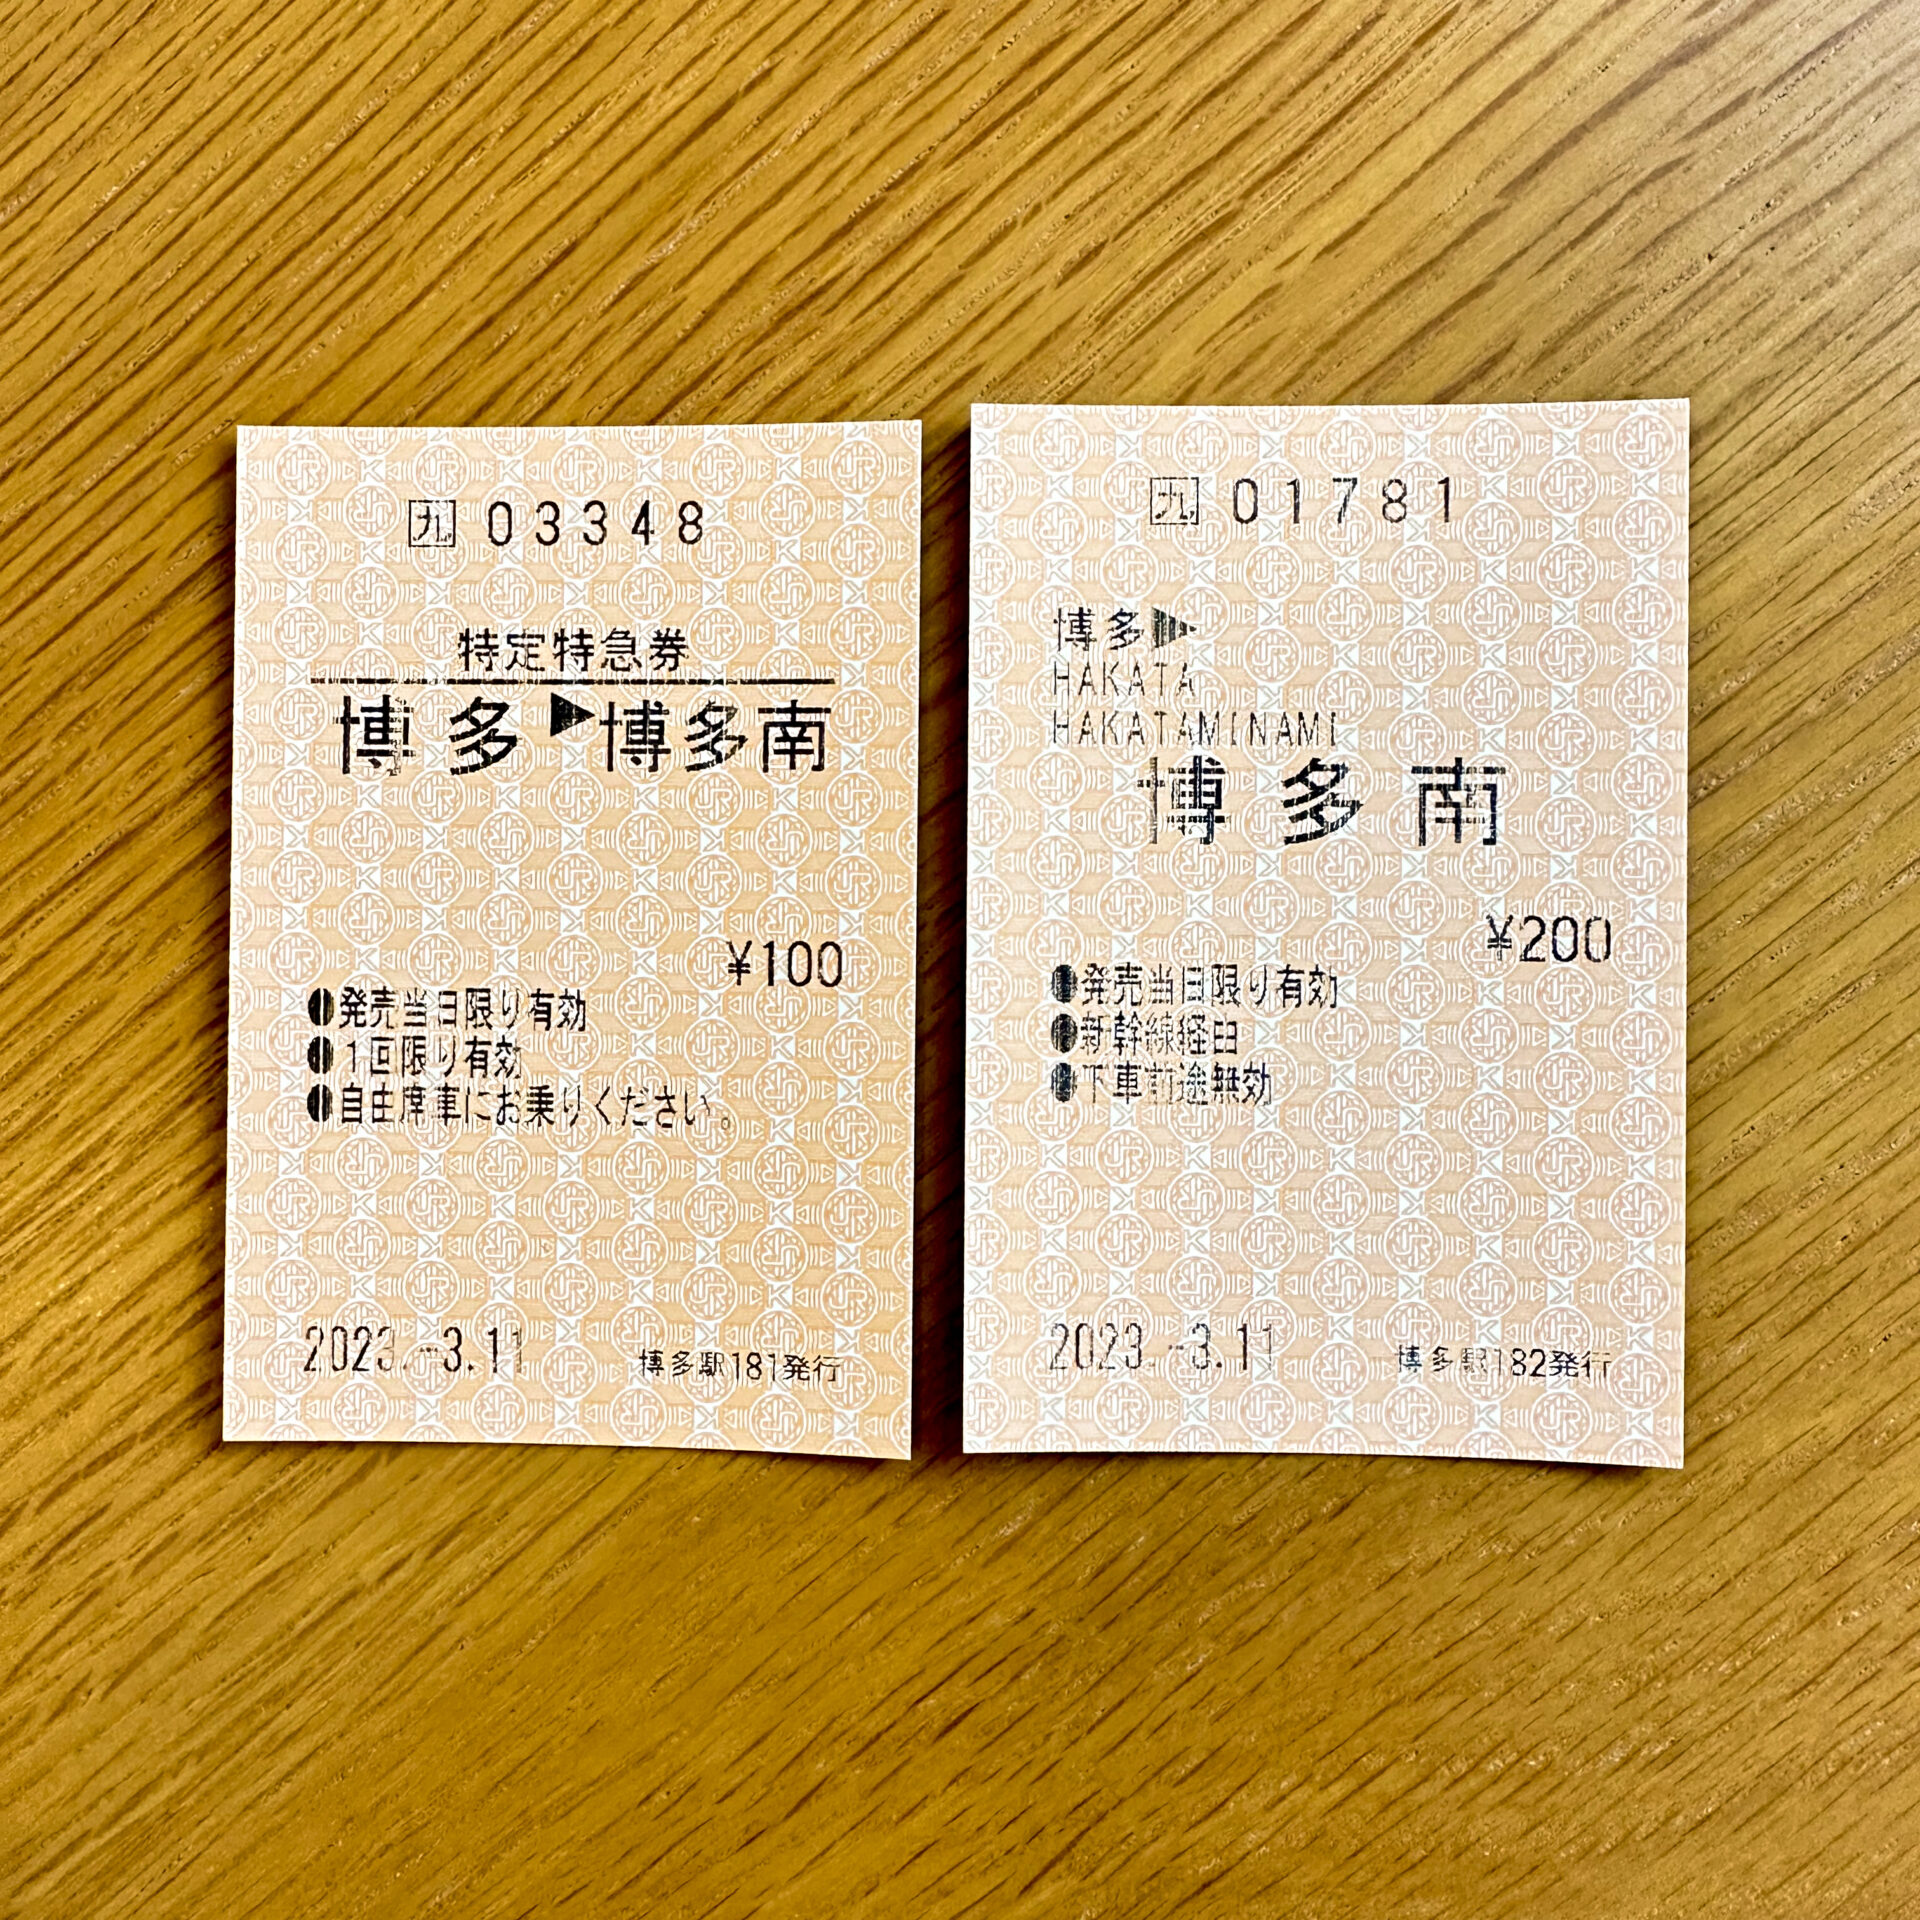 九 03348
特定特急券
博多▶博多南
¥100
●発売当日限り有効
●1回限り有効
●自由席車にお乗りください。
2023.-3.11 博多駅181発行
九 01781
博多▶
HAKATA
HAKATAMINAMI
博多南
¥200
●発売当日限り有効
●新幹線経由
●下車前途無効
2023.-3.11 博多駅182発行